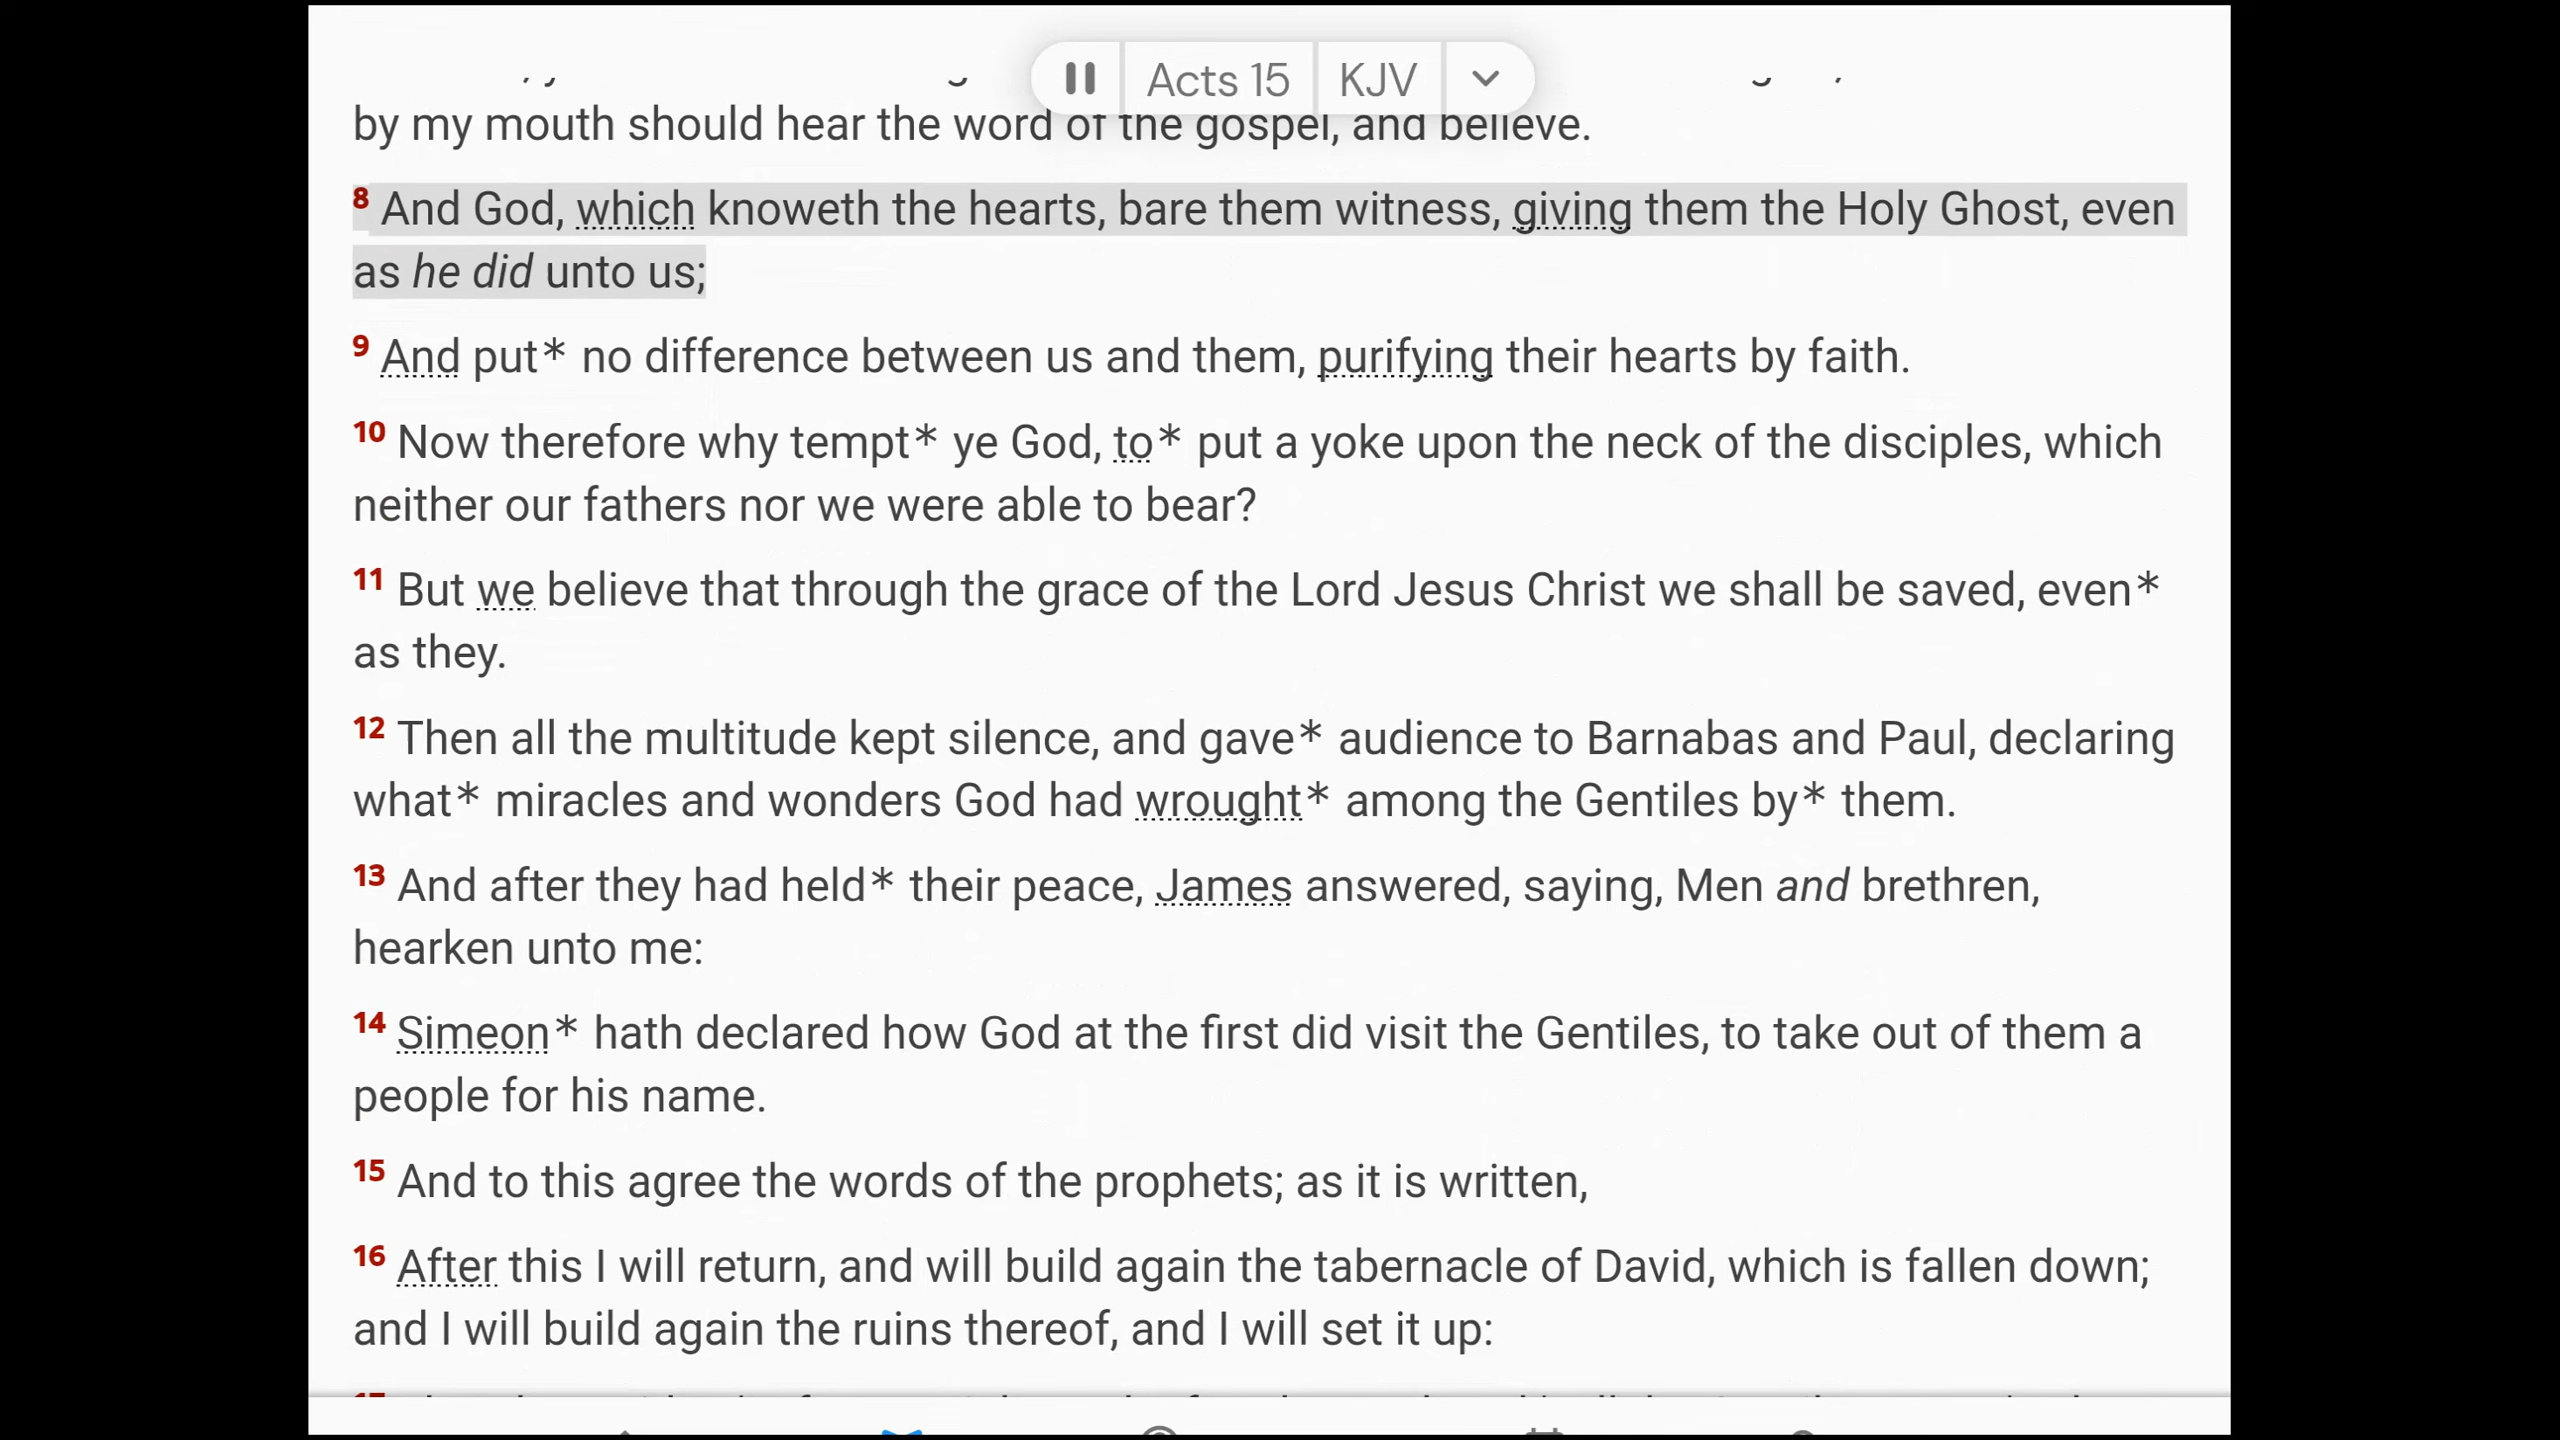 Acts 15 KJV
by my mouth should hear the word of the gospel, and believe.
8 And God, which knoweth the hearts, bare them witness, giving them the Holy Ghost, even
as he did unto us;
9 And put* no difference between us and them, purifying their hearts by faith.
10 Now therefore why tempt* ye God, to* put a yoke upon the neck of the disciples, which
neither our fathers nor we were able to bear?
11 But we believe that through the grace of the Lord Jesus Christ we shall be saved, even*
as they.
12 Then all the multitude kept silence, and gave* audience to Barnabas and Paul, declaring
what* miracles and wonders God had wrought* among the Gentiles by* them.
13 And after they had held* their peace, James answered, saying, Men and brethren,
hearken unto me:
14 Simeon* hath declared how God at the first did visit the Gentiles, to take out of them a
people for his name.
15 And to this agree the words of the prophets; as it is written,
16 After this I will return, and will build again the tabernacle of David, which is fallen down;
and I will build again the ruins thereof, and I will set it up: